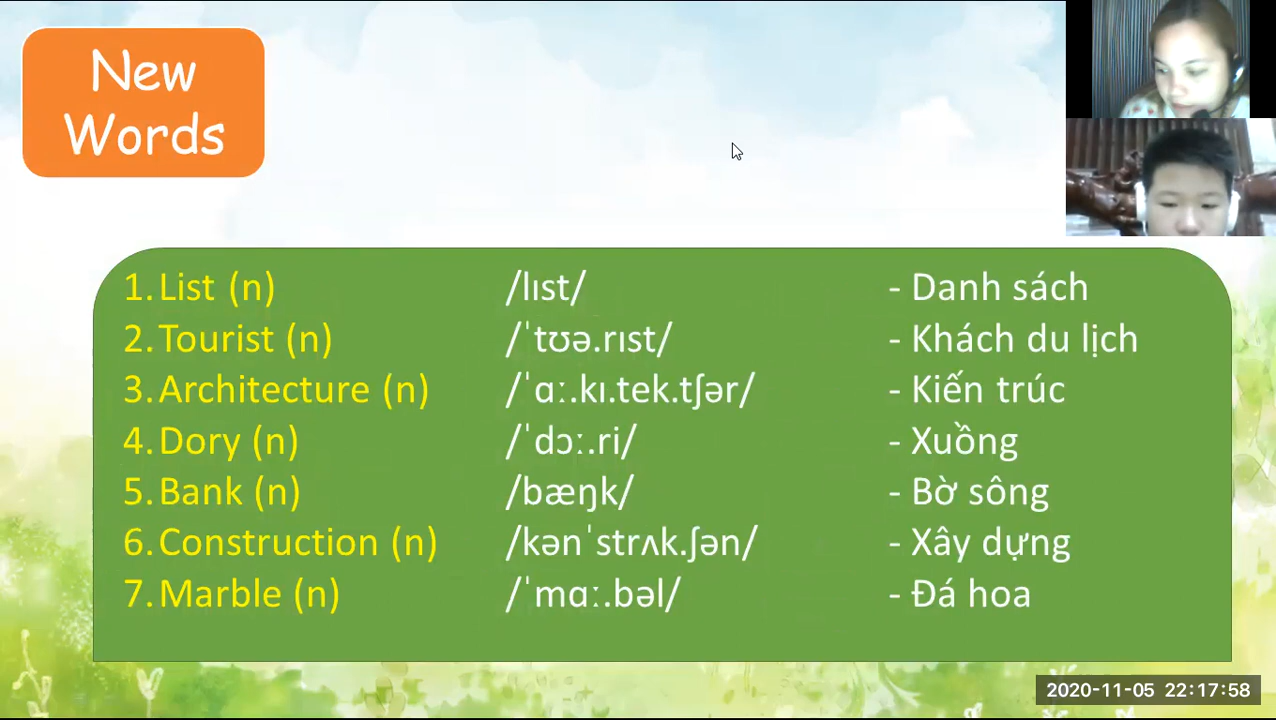 New
Words
1. List (n) /lɪst/ - Danh sách
2. Tourist (n) /ˈtʊə.rɪst/ - Khách du lịch
3. Architecture (n) /ˈɑː.kɪ.tek.tʃər/ - Kiến trúc
4. Dory (n) /ˈdɔː.ri/ - Xuồng
5. Bank (n) /bæŋk/ - Bờ sông
6. Construction (n) /kənˈstrʌk.ʃən/ - Xây dựng
7. Marble (n) /ˈmɑː.bəl/ - Đá hoa
2020-11-05 22:17:58